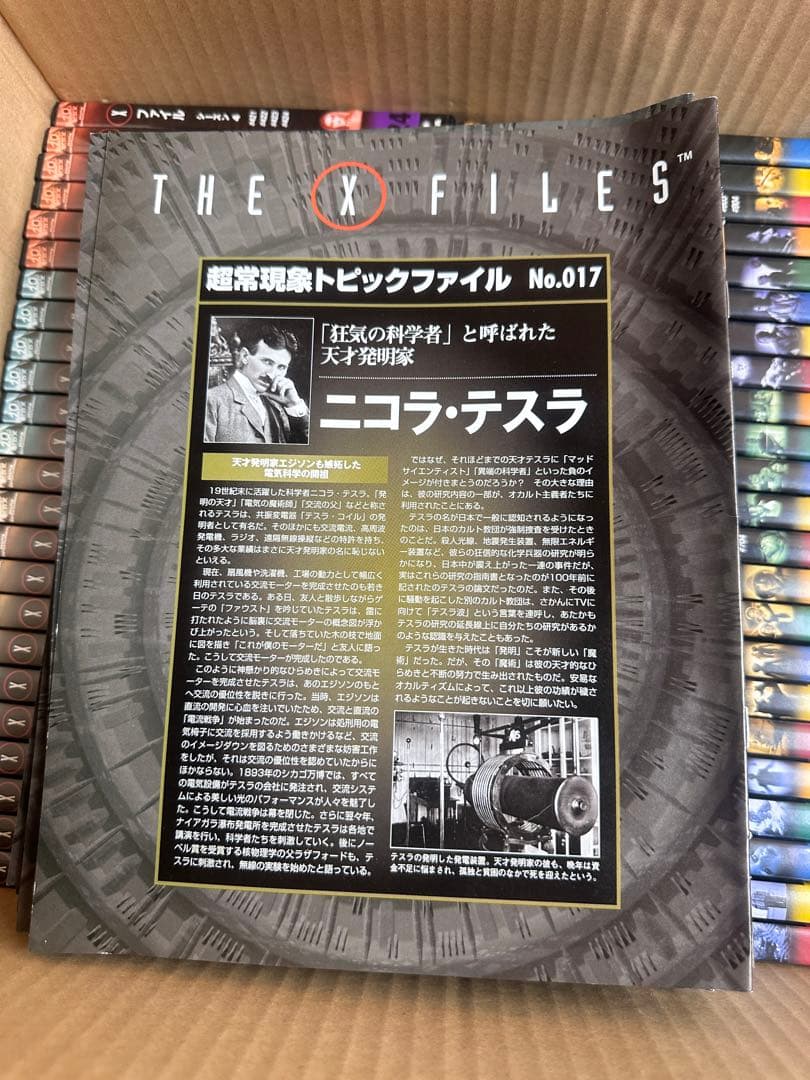 ファイル シーズン 4
THE X FILES™
超常現象トピックファイル No.017
「狂気の科学者」と呼ばれた
天才発明家
ニコラ・テスラ
天才発明家エジソンも嫉妬した
電気科学の開祖
19世紀末に活躍した科学者ニコラ・テスラ、「発
明の天才」「電気の魔術師」「交流の父」などと称さ
れるテスラは、共振変電器「テスラ・コイル」の発
明者として有名だ。そのほかにも交流電流、高周波
発電機、ラジオ、遠隔無線操縦などの特許を持ち、
その多大な業績はまさに天才発明家の名に恥じない
といえる。
現在、扇風機や洗濯機、工場の動力として幅広く
利用されている交流モーターを完成させたのも若き
日のテスラである。ある日、友人と散歩しながらゲ
ーテの「ファウスト」を吟じていたテスラは、雷に
打たれたように脳裏に交流モーターの概念図が浮か
び上がったという。そして落ちていた木の枝で地面
に図を描き「これが僕のモーターだ」と友人に語っ
た。こうして交流モーターが完成したのである。
このように神懸かり的なひらめきによって交流モ
ーターを完成させたテスラは、あのエジソンのもと
へ交流の優位性を説きに行った。当時、エジソンは
直流の開発に心血を注いでいたため、交流と直流の
「電流戦争」が始まったのだ。エジソンは処刑用の電
気椅子に交流を採用するよう働きかけるなど、交流
のイメージダウンを図るためのさまざまな妨害工作
をしたが、それは交流の優位性を認めていたからに
ほかならない。1893年のシカゴ万博では、すべて
の電気設備がテスラの会社に発注され、交流システ
ムによる美しい光のパフォーマンスが人々を魅了し
た。こうして電流戦争は幕を閉じた。さらに翌々年、
ナイアガラ瀑布発電所を完成させたテスラは各地で
講演を行い、科学者たちを刺激していく。後にノー
ベル賞を受賞する核物理学の父ラザフォードも、テ
スラに刺激され、無線の実験を始めたと語っている。
ではなぜ、それほどまでの天才テスラに「マッド
サイエンティスト」「異端の科学者」といった負のイ
メージが付きまとうのだろうか? その大きな理由
は、彼の研究内容の一部が、オカルト主義者たちに
利用されたことにある。
テスラの名が日本で一般に認知されるようになっ
たのは、日本のカルト教団が強制捜査を受けたとき
のことだ。殺人光線、地震発生装置、無限エネルギ
ー装置など、彼らの狂信的な化学兵器の研究が明ら
かになり、日本中が震え上がった一連の事件だが、
実はこれらの研究の指南書となったのが100年前に
記されたのテスラの論文だったのだ。また、その後
に騒動を起こした別のカルト教団は、さかんにTVに
向けて「テスラ波」という言葉を連呼し、あたかも
テスラの研究の延長線上に自分たちの研究があるか
のような認識を与えたこともあった。
テスラが生きた時代は「発明」こそが新しい「魔
術」だった。だが、その「魔術」は彼の天才的なひ
らめきと不断の努力で生み出されたものだ。安易な
オカルティズムによって、これ以上彼の功績が穢さ
れるようなことが起きないことを切に願いたい。
テスラの発明した発電装置。天才発明家の彼も、晩年は資
金不足に悩まされ、孤独と貧困のなかで死を迎えたという。